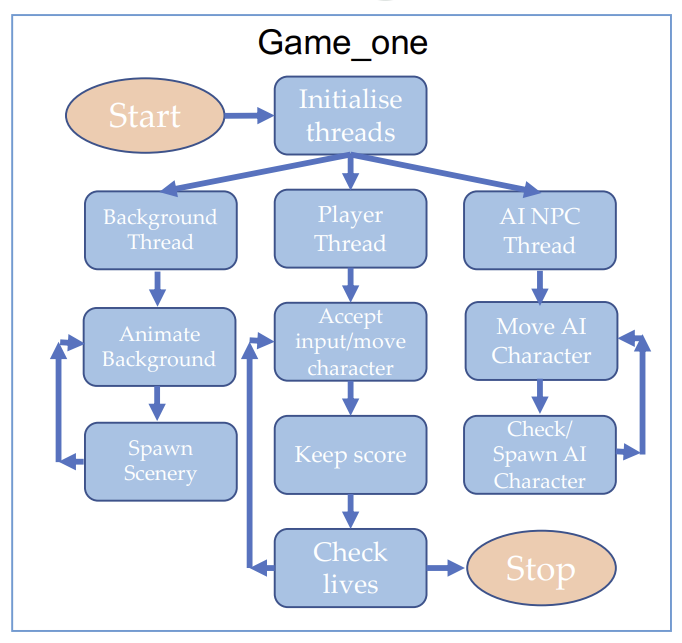 Game_one
Start
Initialise
threads
Background
Thread
Player
Thread
AI NPC
Thread
Animate
Background
Accept
input/move
character
Move AI
Character
Spawn
Scenery
Keep score
Check/
Spawn AI
Character
Check
lives
Stop